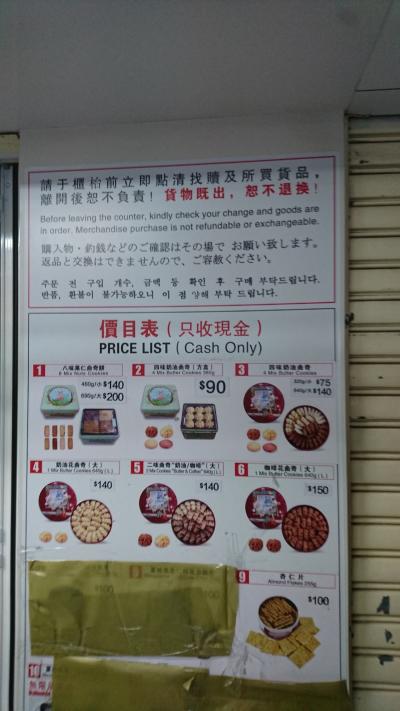 請于櫃枱前立即點清找贖及所買貨品，
離開後恕不負責！貨物既出，恕不退換！
Before leaving the counter, kindly check your change and goods are
in order. Merchandise purchase is not refundable or exchangeable.
購入物・釣銭などのご確認はその場で お願い致します。
返品と交換はできませんので、ご容赦ください。
주문 전 구입 개수, 금액 등 확인 후 구매 부탁드립니다.
반품, 환불이 불가능하오니 이 점 양해 부탁 드립니다.
價目表（只收現金）
PRICE LIST ( Cash Only)
1 八味果仁曲奇餅
8 Mix Nuts Cookies
$140
$200
2 四味奶油曲奇（方盒）
4 Mix Butter Cookies
$90
3 四味奶油曲奇
4 Mix Butter Cookies
320g/小 $75
640g/大 $140
4 奶油花曲奇（大）
1 Mix Butter Cookies 640g (L)
$140
5 二味曲奇"奶油/咖啡"（大）
2 Mix Cookies "Butter & Coffee" 640g (L)
$140
6 咖啡花曲奇（大）
1 Mix Butter Cookies 640g (L)
$150
9 杏仁片
Almond Flakes
$100
10